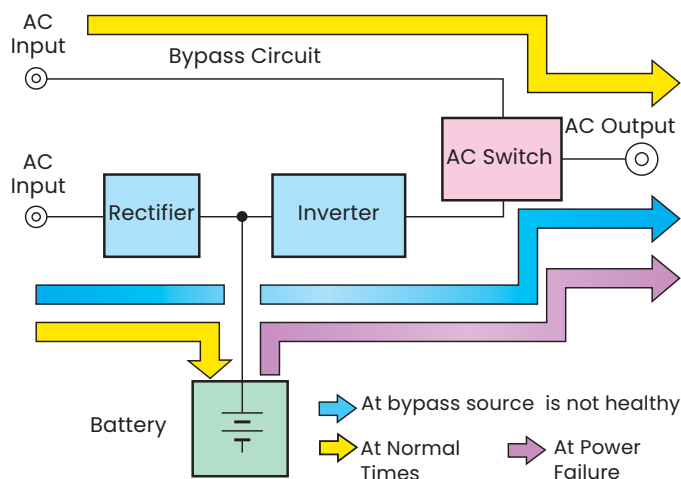 AC
Input
Bypass Circuit
AC Output
AC Switch
AC
Input
Rectifier
Inverter
Battery
At bypass source is not healthy
At Normal
Times
At Power
Failure